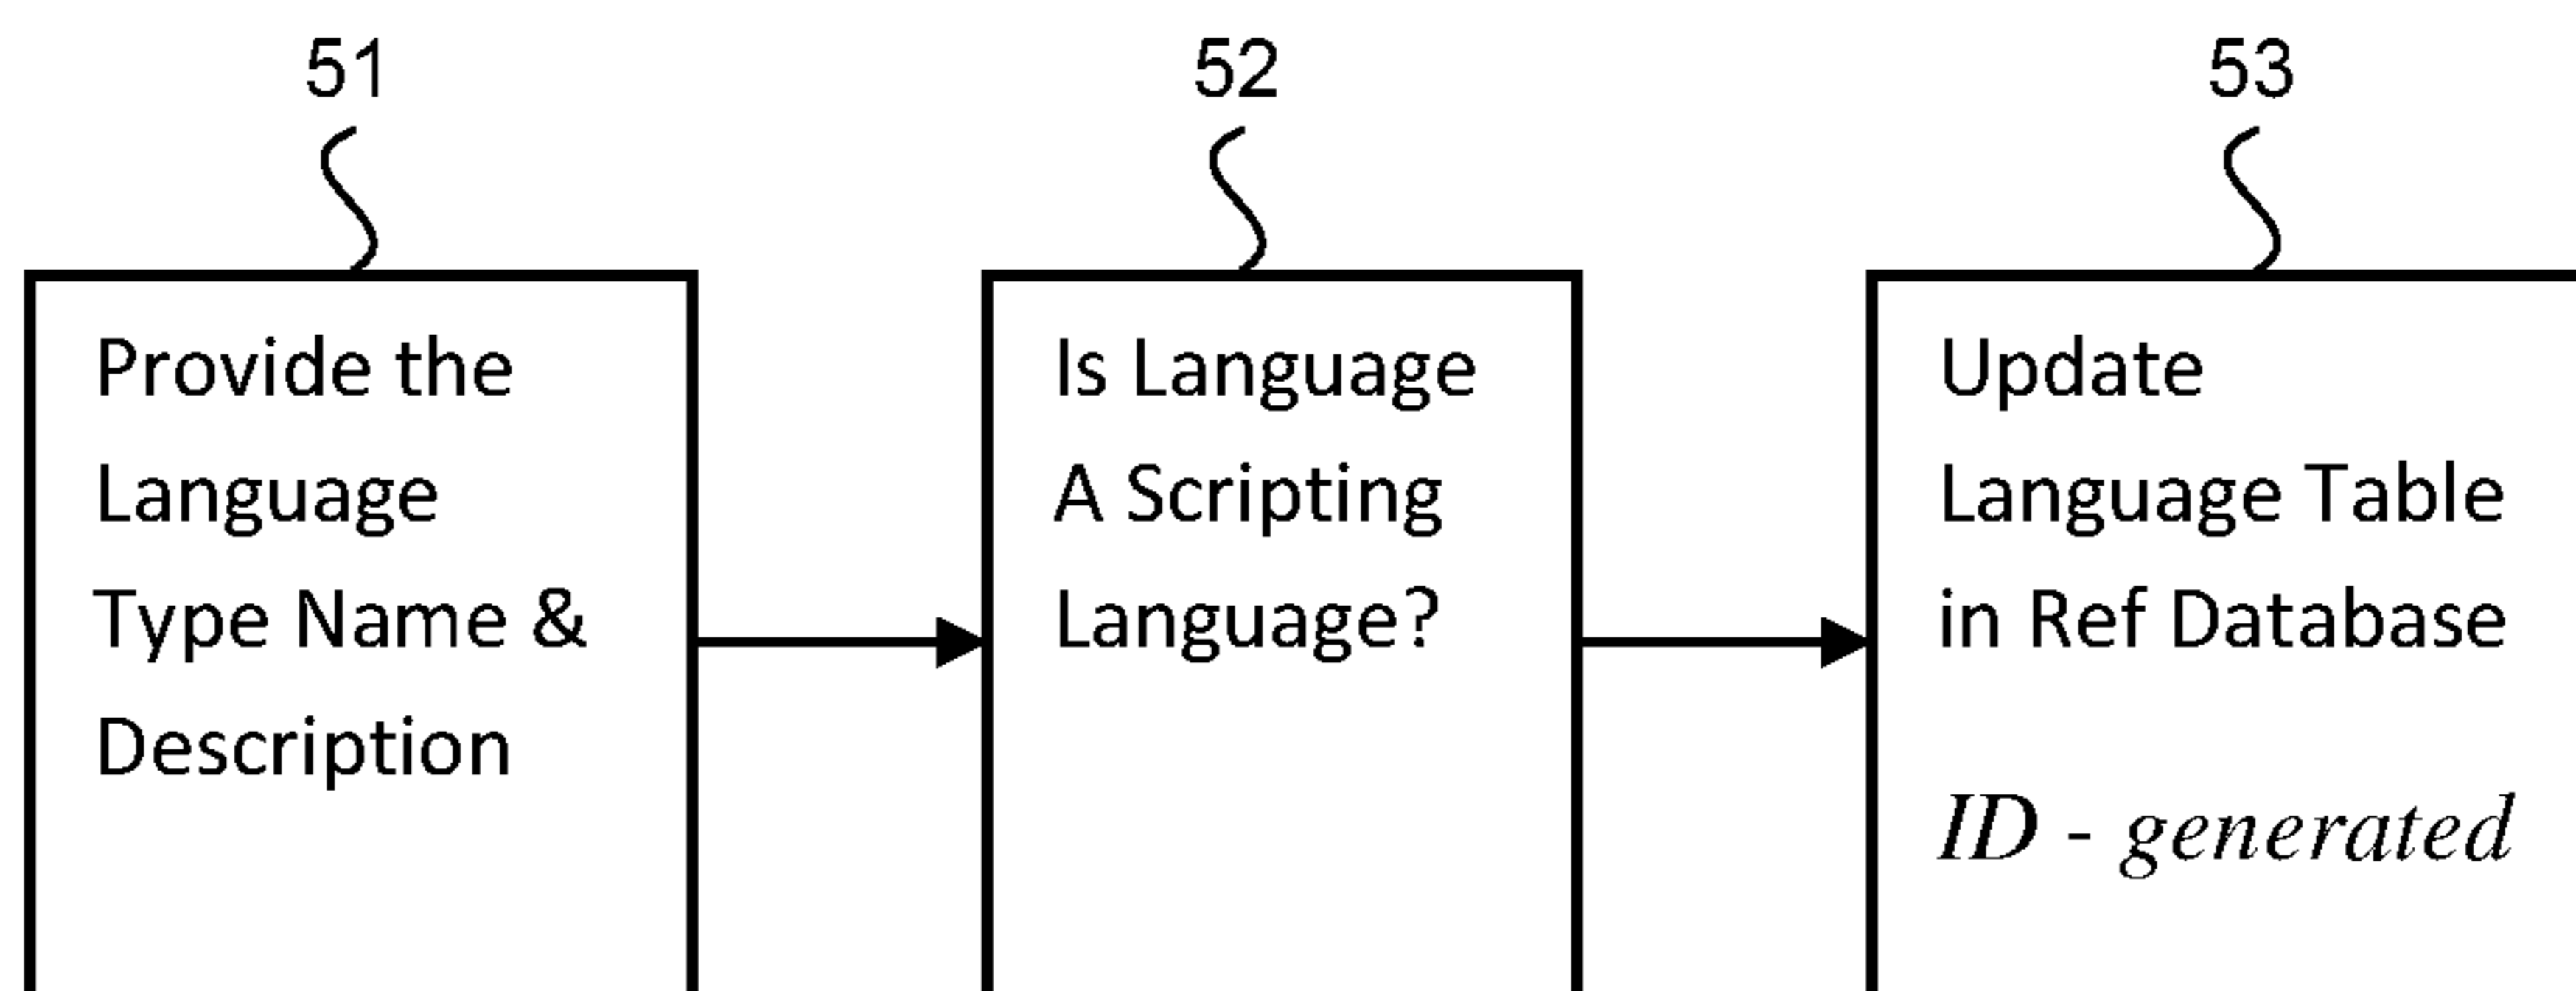 51
52
53
Provide the
Language
Type Name &
Description
Is Language
A Scripting
Language?
Update
Language Table
in Ref Database
ID - generated